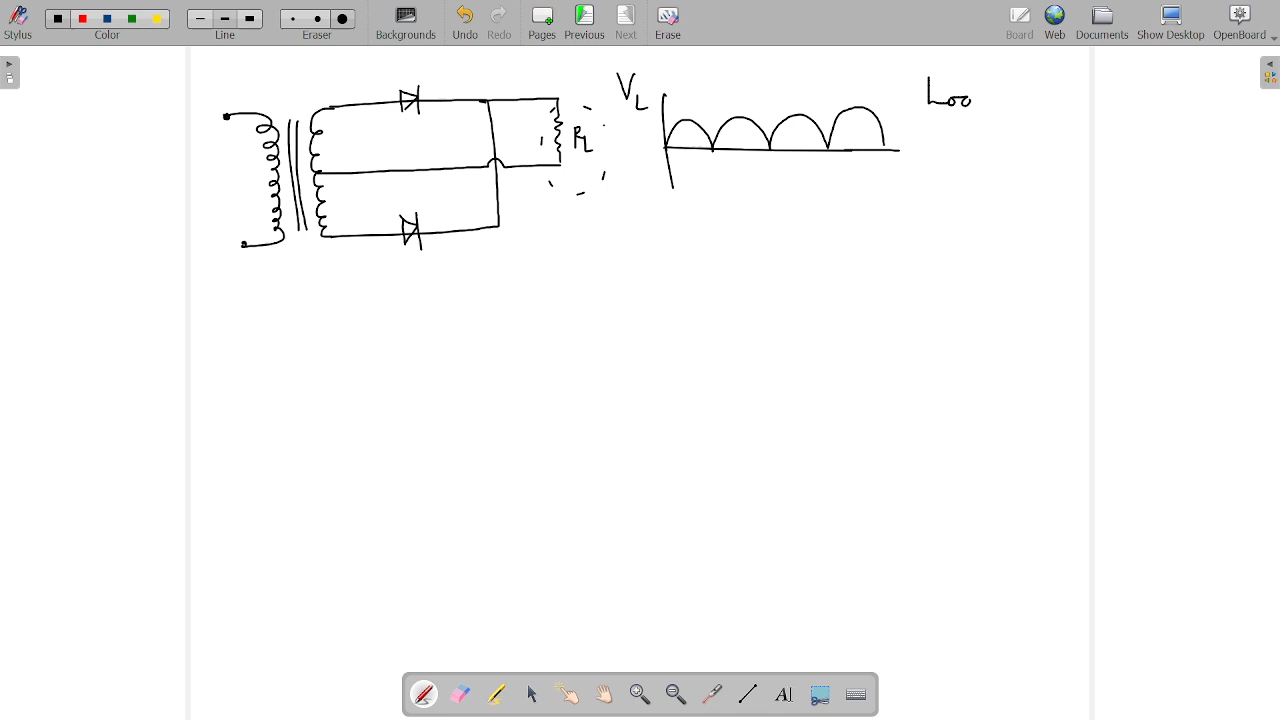 Stylus
Color
Line
Eraser
Backgrounds
Undo
Redo
Pages
Previous
Next
Erase
Board
Web
Documents
Show Desktop
OpenBoard
RL
VL
Loo